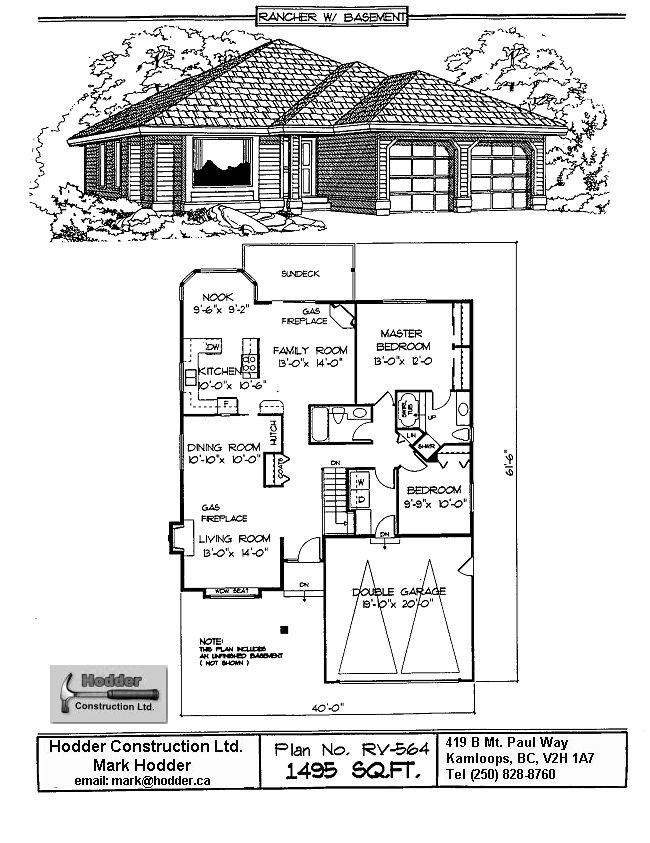 RANCHER W/ BASEMENT
SUNDECK
NOOK
9'-6" x 9'-2"
GAS
FIREPLACE
MASTER
BEDROOM
13'-0" x 12'-0
FAMILY ROOM
13'-0" x 14'-0"
DW
KITCHEN
10'-0" x 10'-6"
F
WHIRL
TUB
UP
LIN
SHWR
HUTCH
DINING ROOM
10'-10" x 10'-0"
COATS
DN
W
D
BEDROOM
9'-9" x 10'-0"
61'-6"
GAS
FIREPLACE
LIVING ROOM
13'-0" x 14'-0"
DN
WDW SEAT
DN
DOUBLE GARAGE
19'-10" x 20'-0"
NOTE:
THIS PLAN INCLUDES
AN UNFINISHED BASEMENT
( NOT SHOWN )
40'-0"
Hodder
Construction Ltd.
Hodder Construction Ltd.
Mark Hodder
email: mark@hodder.ca
Plan No. RV-564
1495 SQ.FT.
419 B Mt. Paul Way
Kamloops, BC, V2H 1A7
Tel (250) 828-8760